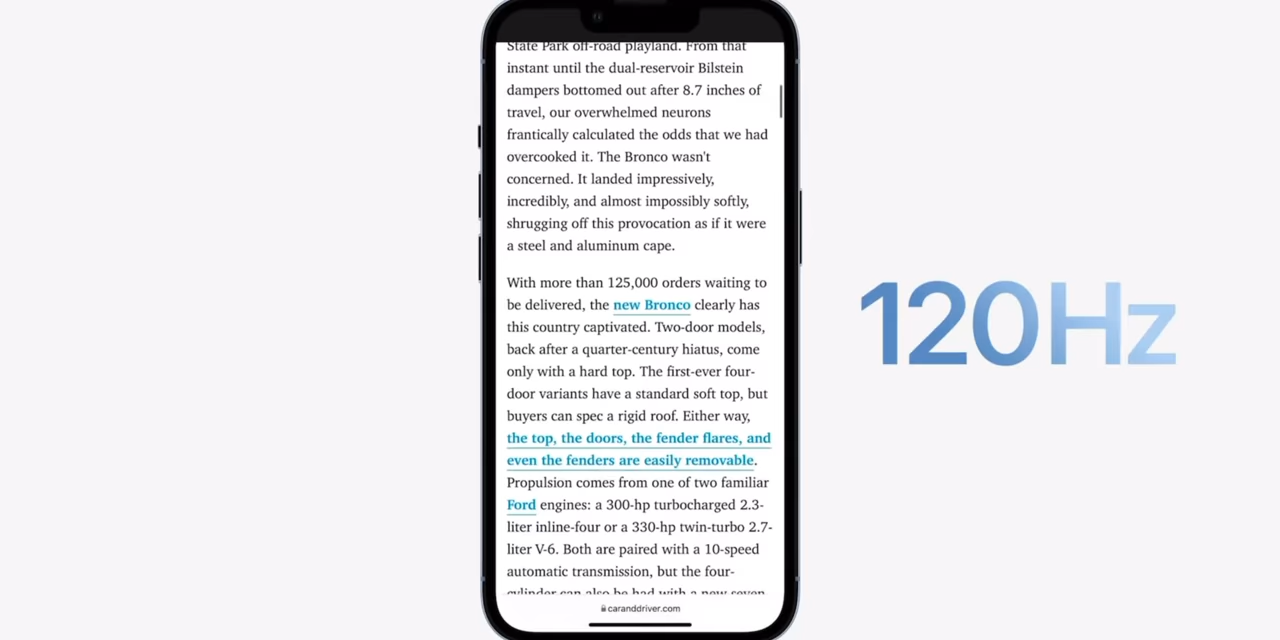 State Park off-road playland. From that
instant until the dual-reservoir Bilstein
dampers bottomed out after 8.7 inches of
travel, our overwhelmed neurons
frantically calculated the odds that we had
overcooked it. The Bronco wasn't
concerned. It landed impressively,
incredibly, and almost impossibly softly,
shrugging off this provocation as if it were
a steel and aluminum cape.
With more than 125,000 orders waiting to
be delivered, the new Bronco clearly has
this country captivated. Two-door models,
back after a quarter-century hiatus, come
only with a hard top. The first-ever four-
door variants have a standard soft top, but
buyers can spec a rigid roof. Either way,
the top, the doors, the fender flares, and
even the fenders are easily removable.
Propulsion comes from one of two familiar
Ford engines: a 300-hp turbocharged 2.3-
liter inline-four or a 330-hp twin-turbo 2.7-
liter V-6. Both are paired with a 10-speed
automatic transmission, but the four-
cylinder can also be had with a new seven-
caranddriver.com
120Hz